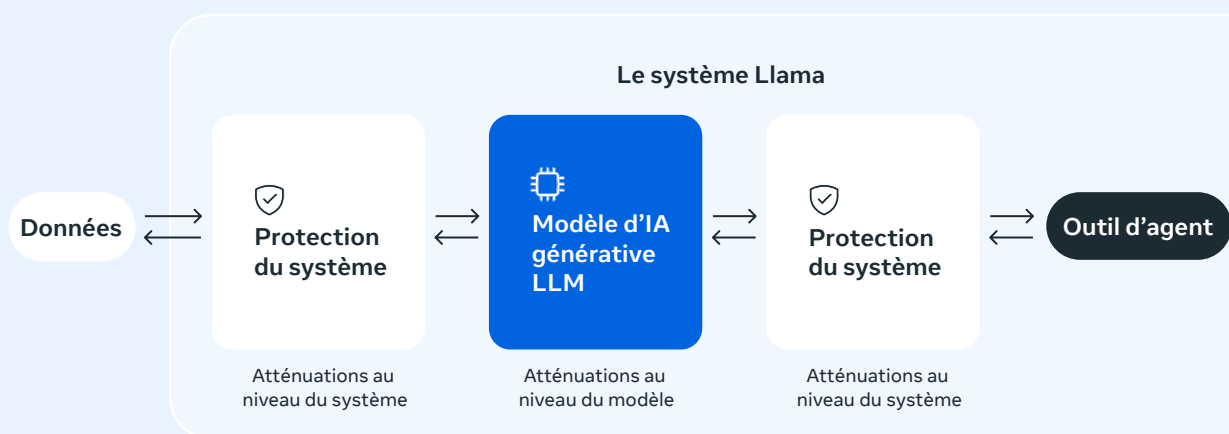 Le système Llama
Données
Protection
du système
Modèle d’IA
générative
LLM
Protection
du système
Outil d’agent
Atténuations au
niveau du système
Atténuations au
niveau du modèle
Atténuations au
niveau du système